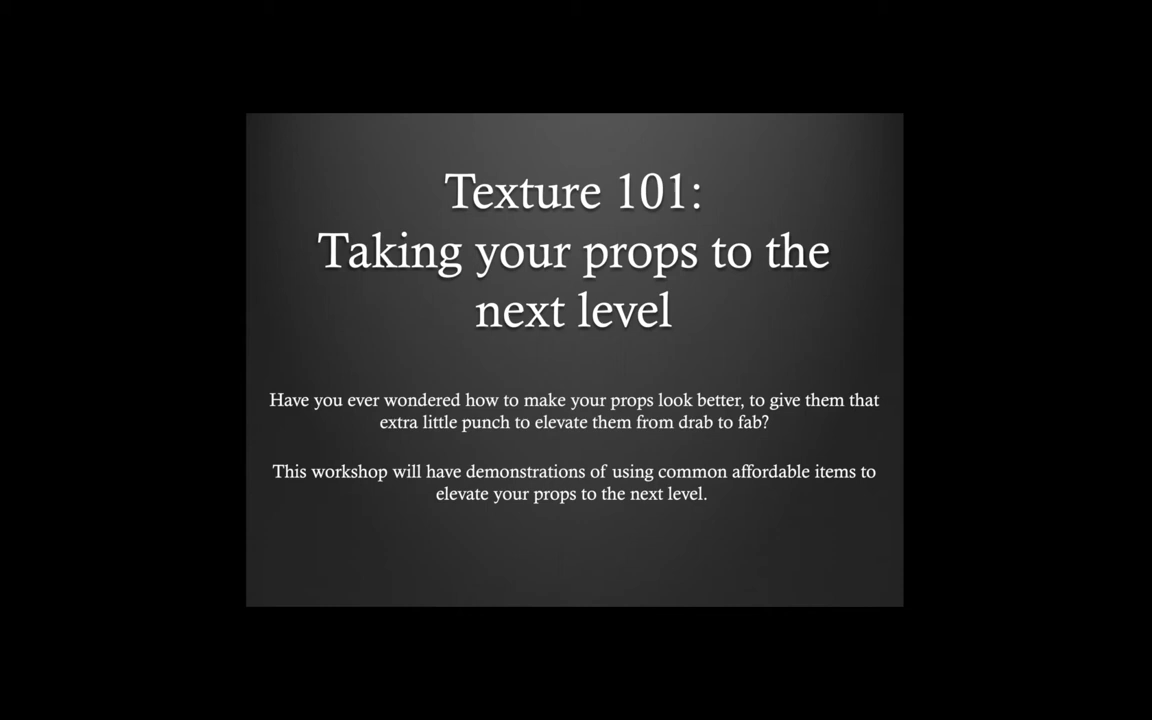 Texture 101:
Taking your props to the
next level
Have you ever wondered how to make your props look better, to give them that
extra little punch to elevate them from drab to fab?
This workshop will have demonstrations of using common affordable items to
elevate your props to the next level.